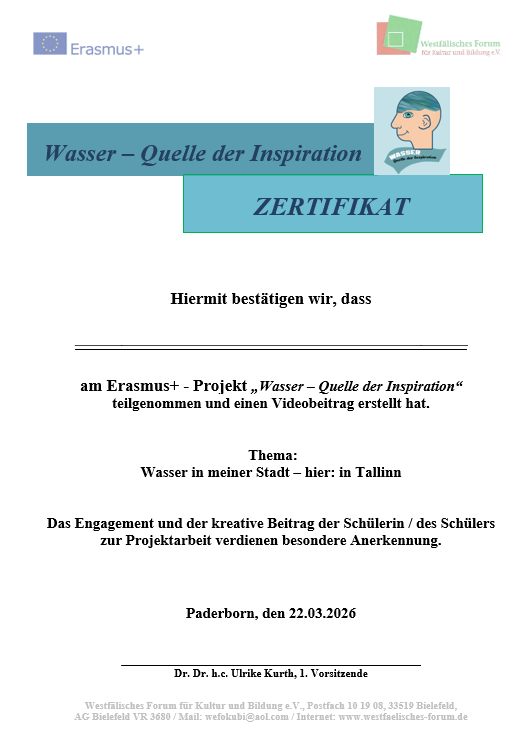 Erasmus+
Westfälisches Forum
für Kultur und Bildung e.V.
Wasser – Quelle der Inspiration
WASSER
Quelle der Inspiration
ZERTIFIKAT
Hiermit bestätigen wir, dass
am Erasmus+ - Projekt „Wasser – Quelle der Inspiration“
teilgenommen und einen Videobeitrag erstellt hat.
Thema:
Wasser in meiner Stadt – hier: in Tallinn
Das Engagement und der kreative Beitrag der Schülerin / des Schülers
zur Projektarbeit verdienen besondere Anerkennung.
Paderborn, den 22.03.2026
Dr. Dr. h.c. Ulrike Kurth, 1. Vorsitzende
Westfälisches Forum für Kultur und Bildung e.V., Postfach 10 19 08, 33519 Bielefeld,
AG Bielefeld VR 3680 / Mail: wefokubi@aol.com / Internet: www.westfaelisches-forum.de